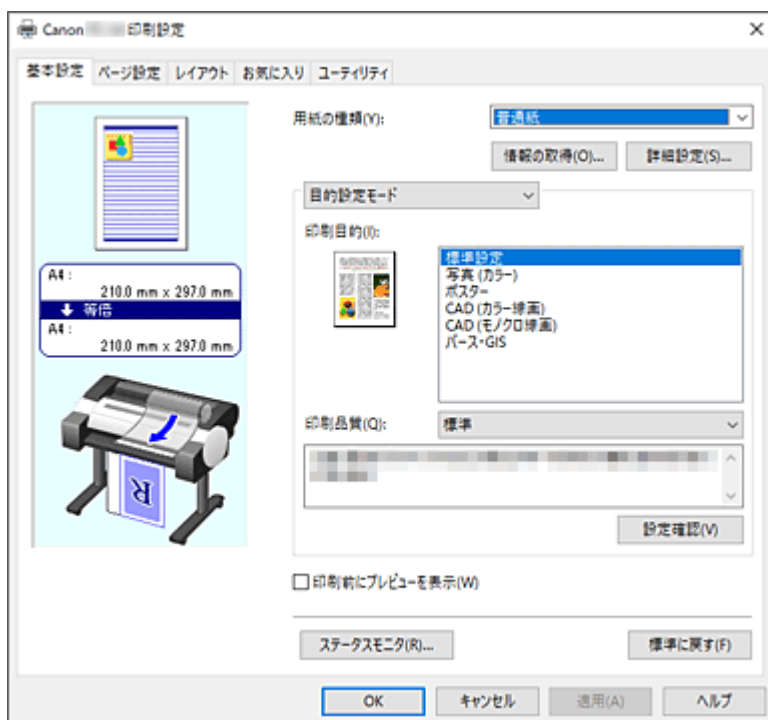 Canon 印刷設定
基本設定 ページ設定 レイアウト お気に入り ユーティリティ
用紙の種類(Y): 普通紙
情報の取得(O)... 詳細設定(S)...
目的設定モード
印刷目的(I):
標準設定
写真 (カラー)
ポスター
CAD (カラー線画)
CAD (モノクロ線画)
パース・GIS
A4 :
210.0 mm x 297.0 mm
等倍
A4 :
210.0 mm x 297.0 mm
印刷品質(Q): 標準
R
設定確認(V)
印刷前にプレビューを表示(W)
ステータスモニタ(R)... 標準に戻す(F)
OK キャンセル 適用(A) ヘルプ